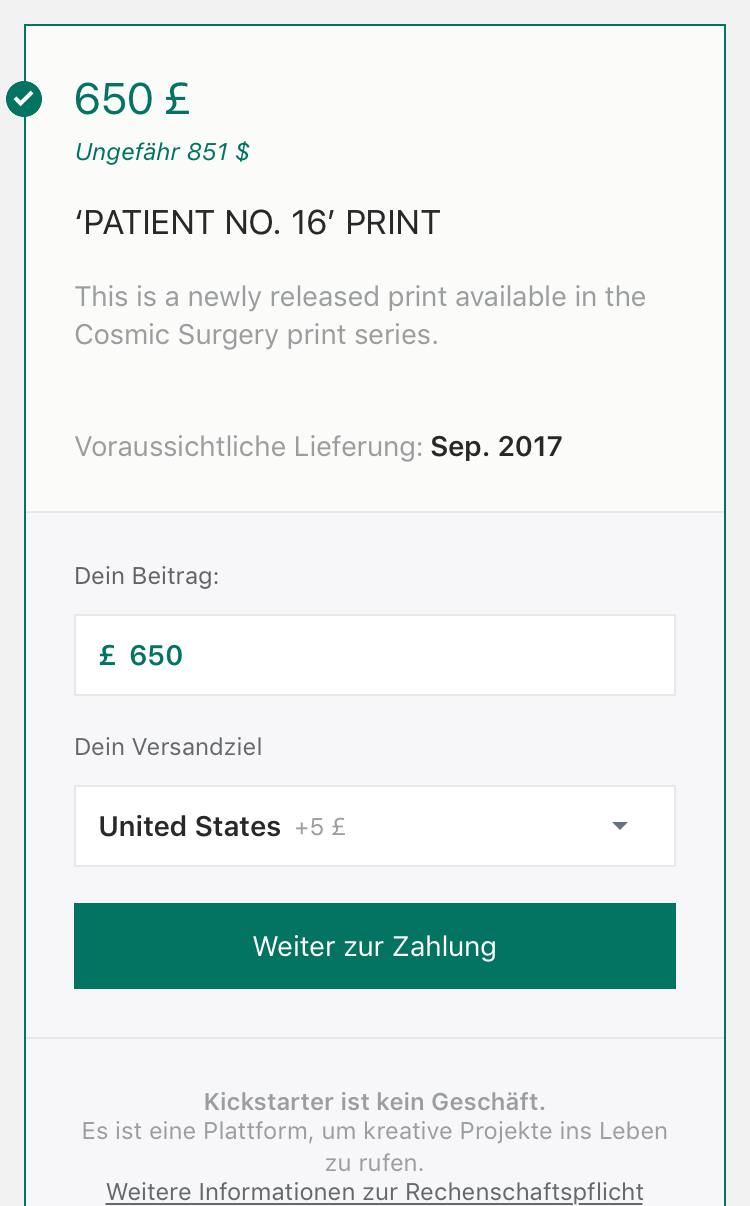 650 £
Ungefähr 851 $
‘PATIENT NO. 16’ PRINT
This is a newly released print available in the
Cosmic Surgery print series.
Voraussichtliche Lieferung: Sep. 2017
Dein Beitrag:
£ 650
Dein Versandziel
United States +5 £
Weiter zur Zahlung
Kickstarter ist kein Geschäft.
Es ist eine Plattform, um kreative Projekte ins Leben
zu rufen.
Weitere Informationen zur Rechenschaftspflicht